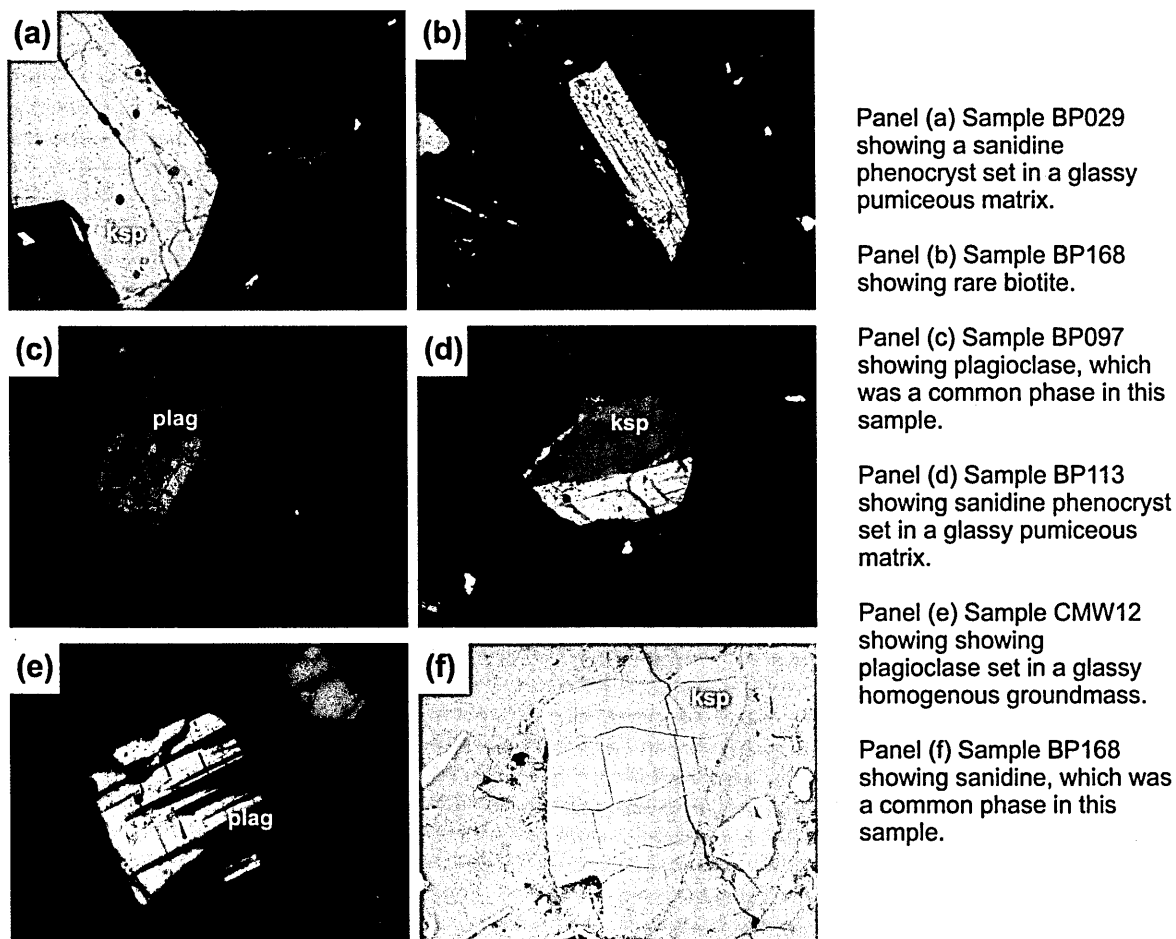 (a)
ksp
(b)
(c)
plag
(d)
ksp
(e)
plag
(f)
ksp
Panel (a) Sample BP029
showing a sanidine
phenocryst set in a glassy
pumiceous matrix.
Panel (b) Sample BP168
showing rare biotite.
Panel (c) Sample BP097
showing plagioclase, which
was a common phase in this
sample.
Panel (d) Sample BP113
showing sanidine phenocryst
set in a glassy pumiceous
matrix.
Panel (e) Sample CMW12
showing showing
plagioclase set in a glassy
homogenous groundmass.
Panel (f) Sample BP168
showing sanidine, which was
a common phase in this
sample.